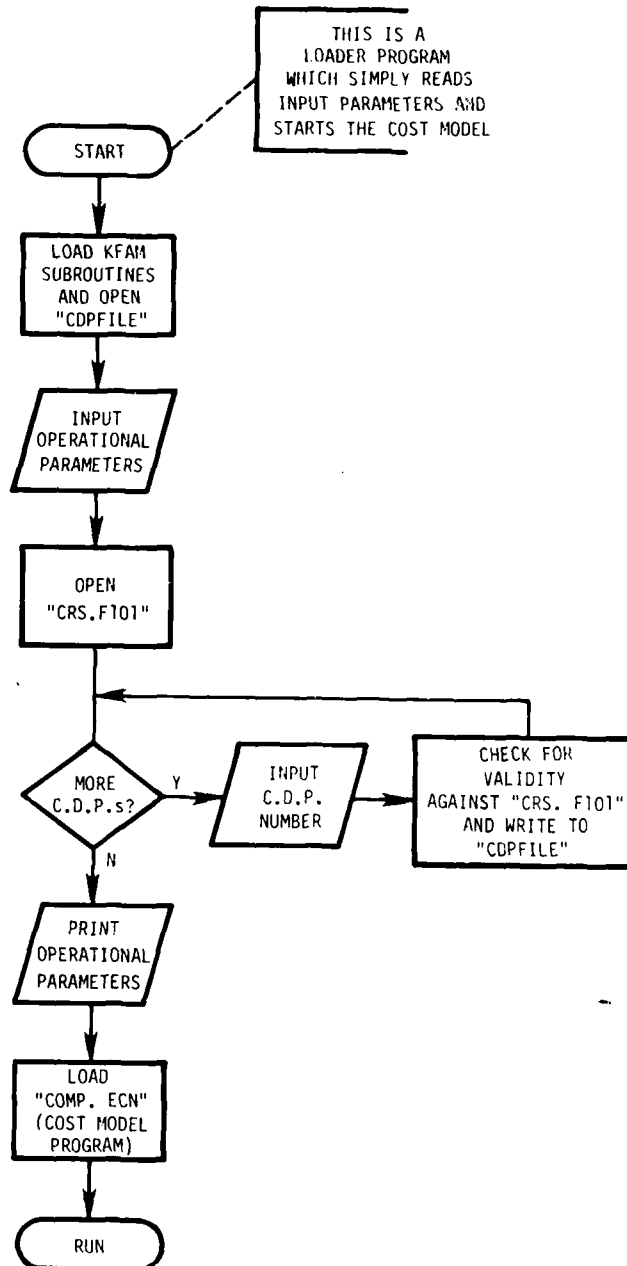 THIS IS A
LOADER PROGRAM
WHICH SIMPLY READS
INPUT PARAMETERS AND
STARTS THE COST MODEL
START
LOAD KFAM
SUBROUTINES
AND OPEN
"CDPFILE"
INPUT
OPERATIONAL
PARAMETERS
OPEN
"CRS.F101"
MORE
C.D.P.s?
Y
N
INPUT
C.D.P.
NUMBER
CHECK FOR
VALIDITY
AGAINST "CRS. F101"
AND WRITE TO
"CDPFILE"
PRINT
OPERATIONAL
PARAMETERS
LOAD
"COMP. ECN"
(COST MODEL
PROGRAM)
RUN